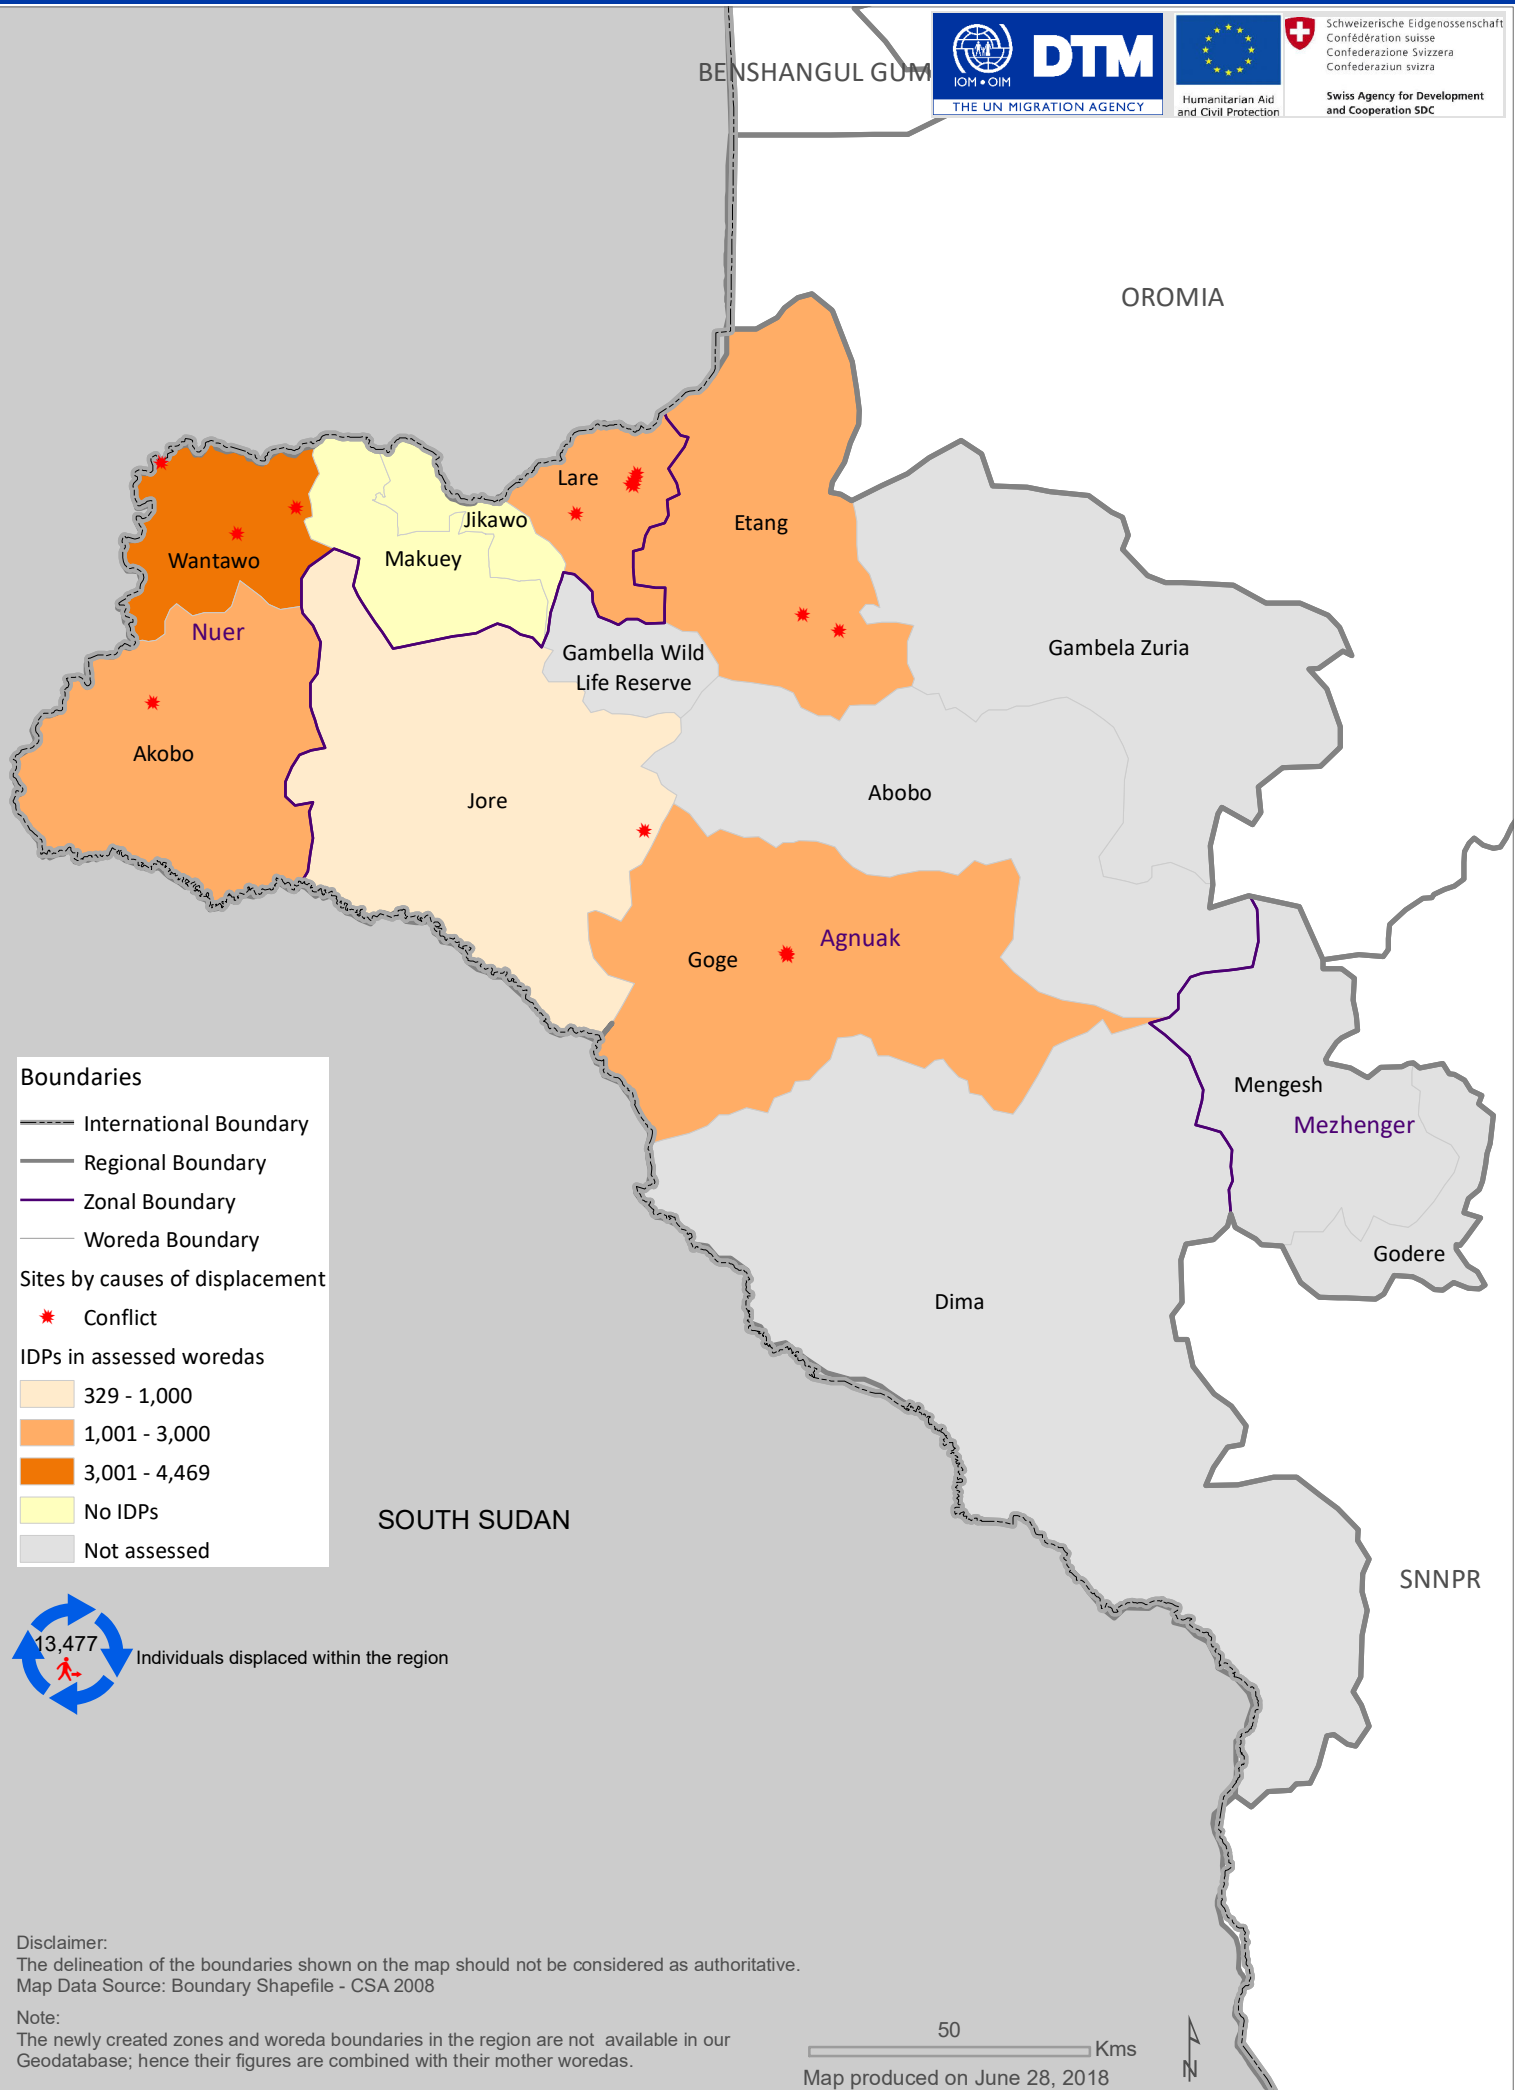 BENSHANGUL GUM
IOM • OIM
DTM
THE UN MIGRATION AGENCY
Humanitarian Aid
and Civil Protection
Schweizerische Eidgenossenschaft
Confédération suisse
Confederazione Svizzera
Confederaziun svizra
Swiss Agency for Development
and Cooperation SDC
OROMIA
Lare
Jikawo
Etang
Makuey
Wantawo
Nuer
Gambella Wild
Life Reserve
Gambela Zuria
Akobo
Jore
Abobo
Agnuak
Goge
Mengesh
Mezhenger
Godere
Dima
SOUTH SUDAN
SNNPR
Boundaries
International Boundary
Regional Boundary
Zonal Boundary
Woreda Boundary
Sites by causes of displacement
Conflict
IDPs in assessed woredas
329 - 1,000
1,001 - 3,000
3,001 - 4,469
No IDPs
Not assessed
13,477
Individuals displaced within the region
Disclaimer:
The delineation of the boundaries shown on the map should not be considered as authoritative.
Map Data Source: Boundary Shapefile - CSA 2008
Note:
The newly created zones and woreda boundaries in the region are not available in our
Geodatabase; hence their figures are combined with their mother woredas.
50
Kms
Map produced on June 28, 2018
N